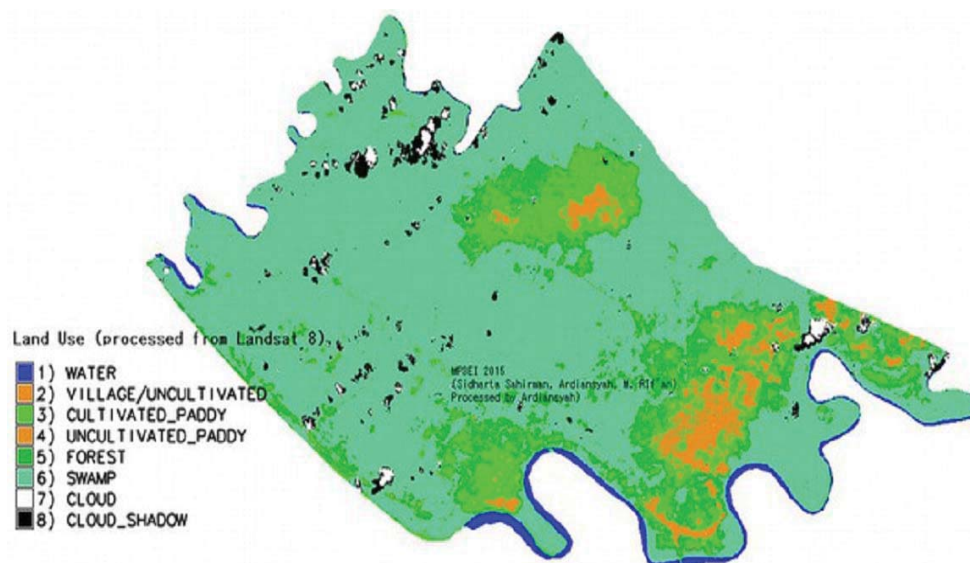 Land Use (processed from Landsat 8)
1) WATER
2) VILLAGE/UNCULTIVATED
3) CULTIVATED_PADDY
4) UNCULTIVATED_PADDY
5) FOREST
6) SWAMP
7) CLOUD
8) CLOUD_SHADOW
MPSEI 2015
(Sidharta Sahirman, Ardiansyah, M. Rif'an)
Processed by Ardiansyah)